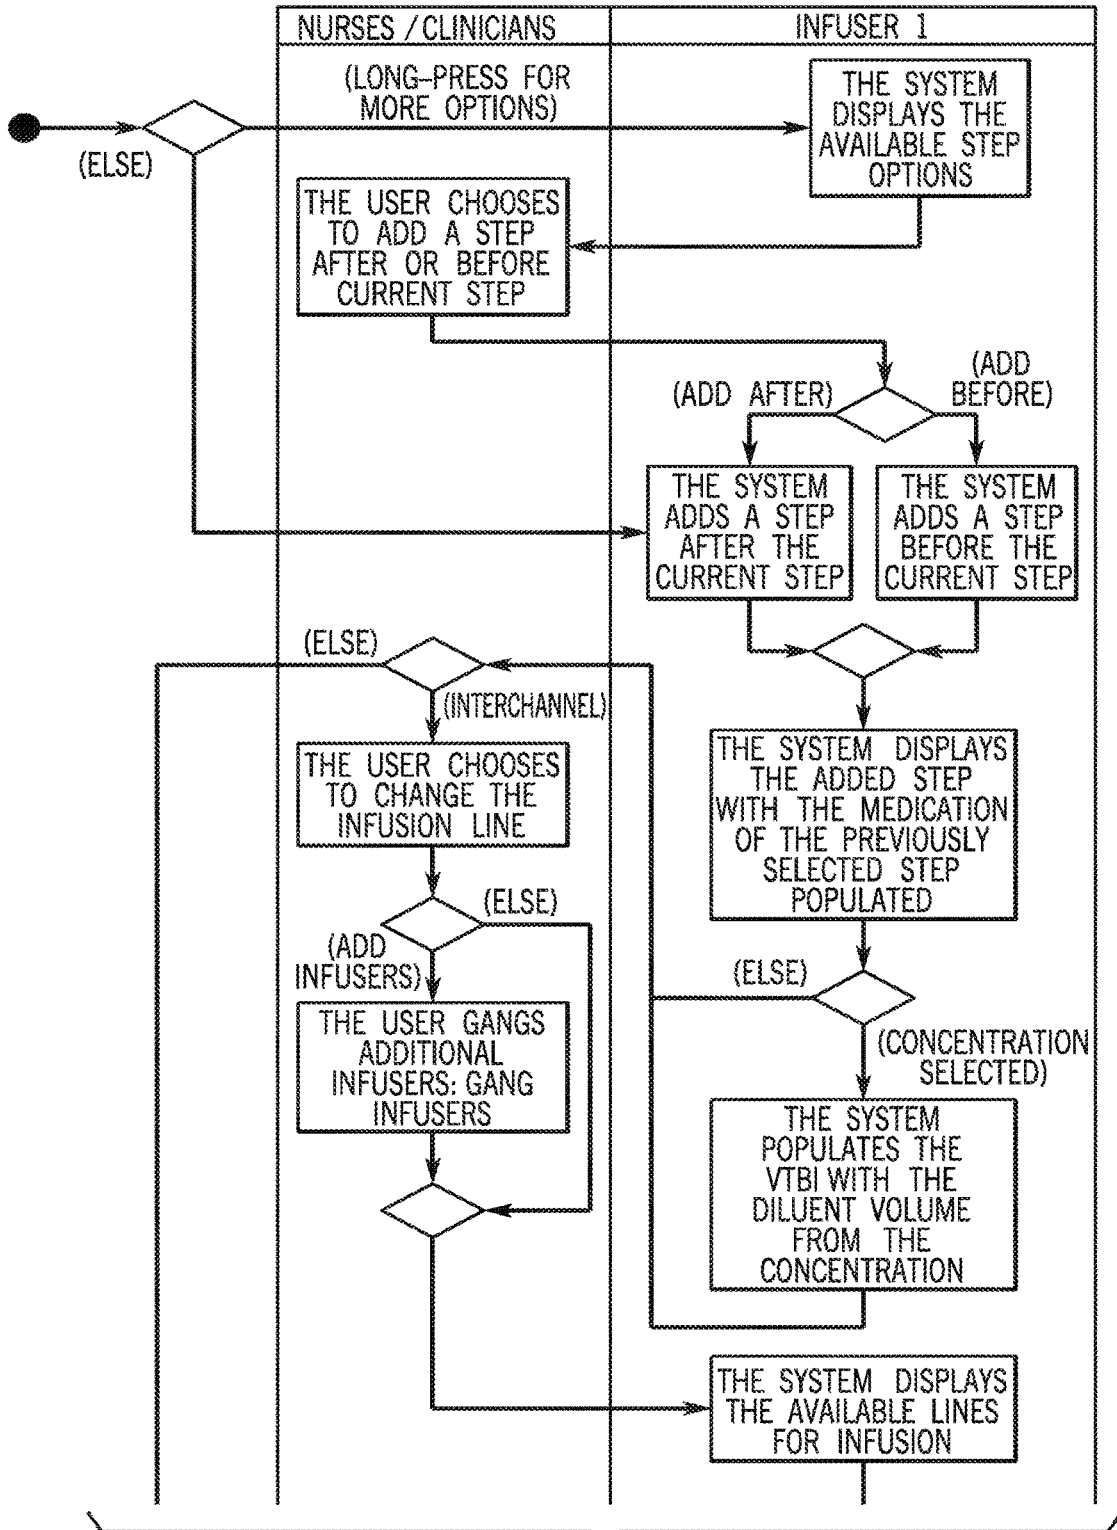 NURSES / CLINICIANS
INFUSER 1
(LONG-PRESS FOR
MORE OPTIONS)
THE SYSTEM
DISPLAYS THE
AVAILABLE STEP
OPTIONS
(ELSE)
THE USER CHOOSES
TO ADD A STEP
AFTER OR BEFORE
CURRENT STEP
(ADD AFTER)
(ADD
BEFORE)
THE SYSTEM
ADDS A STEP
AFTER THE
CURRENT STEP
THE SYSTEM
ADDS A STEP
BEFORE THE
CURRENT STEP
(ELSE)
(INTERCHANNEL)
THE USER CHOOSES
TO CHANGE THE
INFUSION LINE
THE SYSTEM DISPLAYS
THE ADDED STEP
WITH THE MEDICATION
OF THE PREVIOUSLY
SELECTED STEP
POPULATED
(ELSE)
(ADD
INFUSERS)
(ELSE)
THE USER GANGS
ADDITIONAL
INFUSERS: GANG
INFUSERS
(CONCENTRATION
SELECTED)
THE SYSTEM
POPULATES THE
VTBI WITH THE
DILUENT VOLUME
FROM THE
CONCENTRATION
THE SYSTEM DISPLAYS
THE AVAILABLE LINES
FOR INFUSION